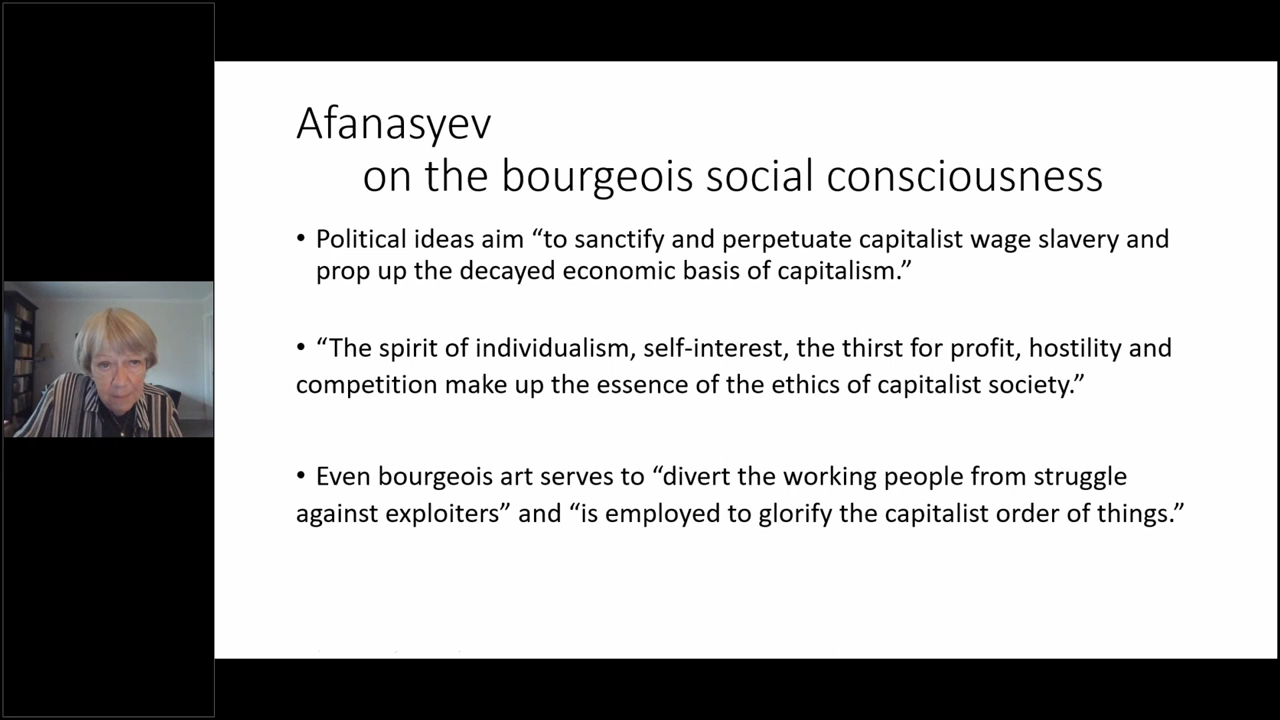 Afanasyev
on the bourgeois social consciousness
• Political ideas aim “to sanctify and perpetuate capitalist wage slavery and
prop up the decayed economic basis of capitalism.”
• “The spirit of individualism, self-interest, the thirst for profit, hostility and
competition make up the essence of the ethics of capitalist society.”
• Even bourgeois art serves to “divert the working people from struggle
against exploiters” and “is employed to glorify the capitalist order of things.”